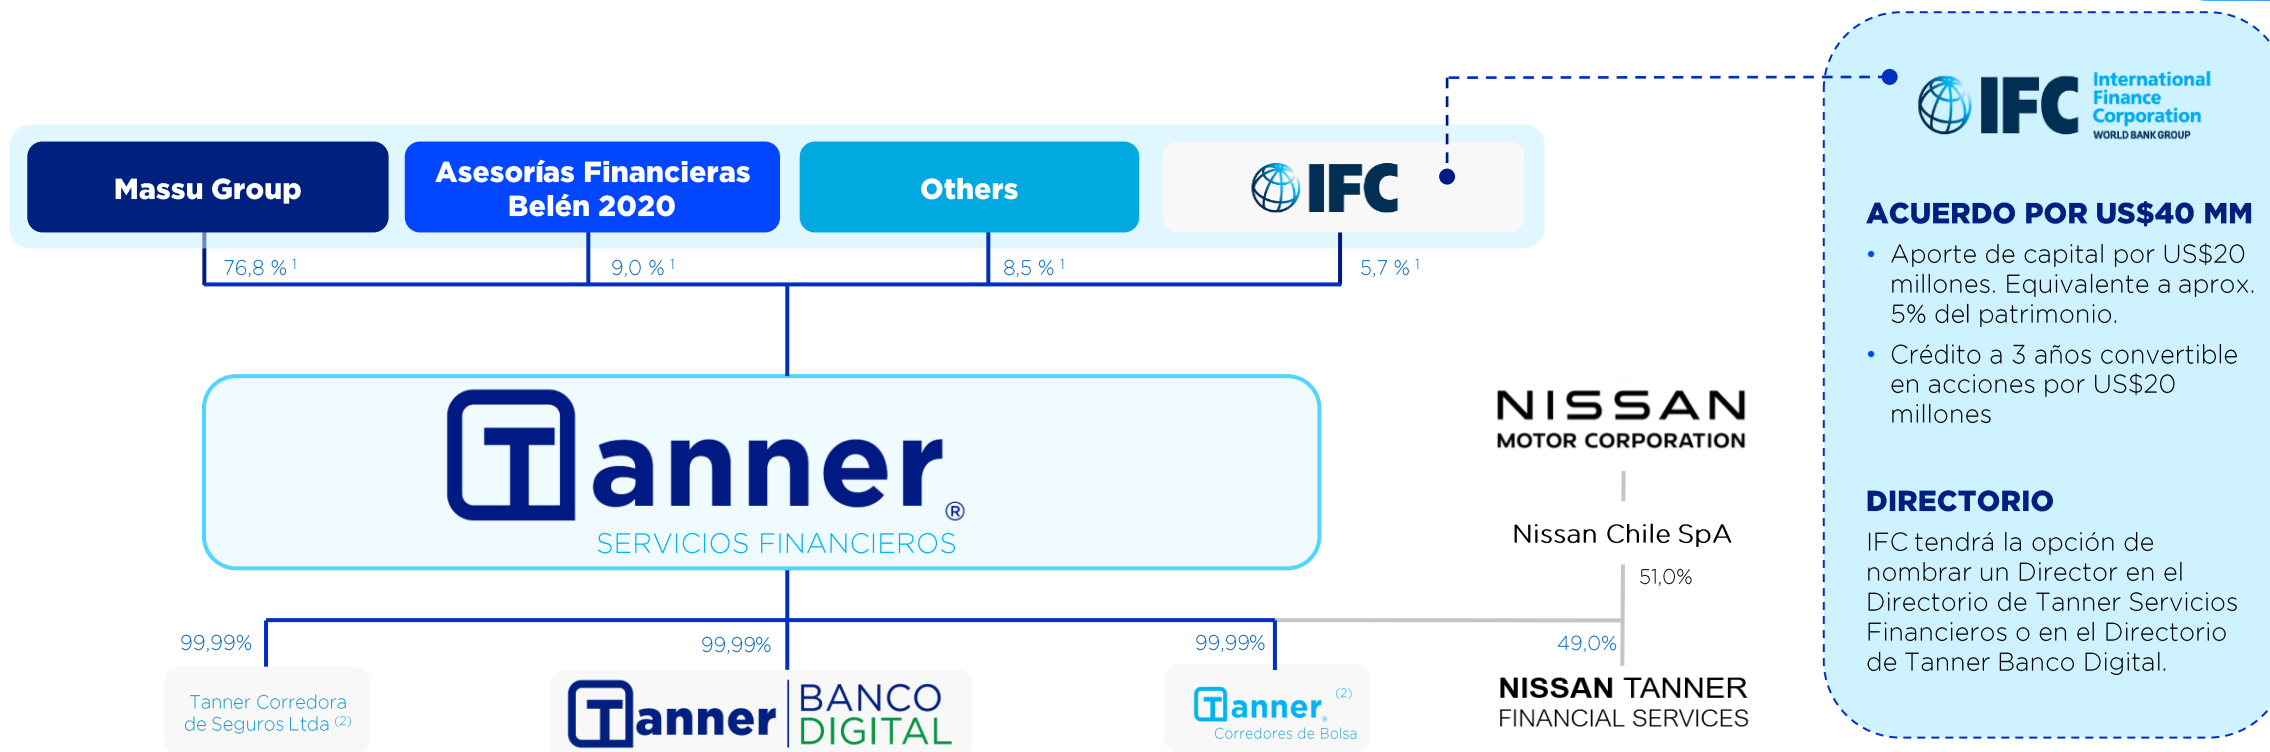 IFC International
Finance
Corporation
WORLD BANK GROUP
Massu Group
Asesorías Financieras
Belén 2020
Others
IFC
76,8 % 1
9,0 % 1
8,5 % 1
5,7 % 1
Tanner®
SERVICIOS FINANCIEROS
NISSAN
MOTOR CORPORATION
Nissan Chile SpA
51,0%
99,99%
99,99%
99,99%
49,0%
Tanner Corredora
de Seguros Ltda (2)
Tanner BANCO
DIGITAL
Tanner® (2)
Corredores de Bolsa
NISSAN TANNER
FINANCIAL SERVICES
ACUERDO POR US$40 MM
• Aporte de capital por US$20
millones. Equivalente a aprox.
5% del patrimonio.
• Crédito a 3 años convertible
en acciones por US$20
millones
DIRECTORIO
IFC tendrá la opción de
nombrar un Director en el
Directorio de Tanner Servicios
Financieros o en el Directorio
de Tanner Banco Digital.